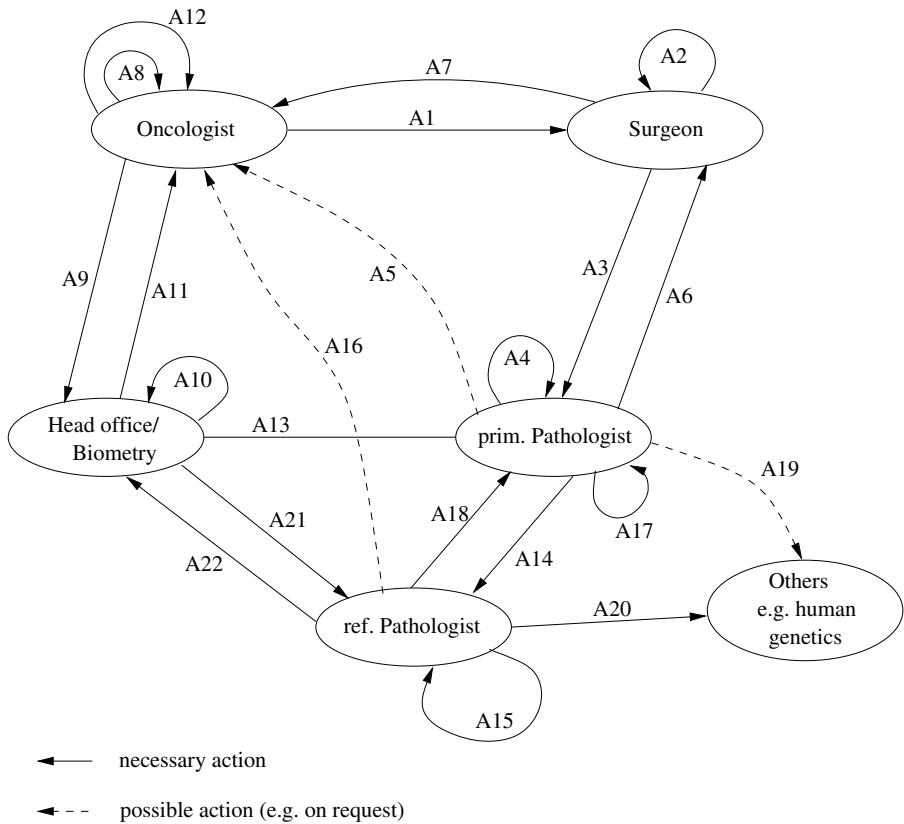 A12
A8
A7
A2
Oncologist
A1
Surgeon
A9
A11
A5
A3
A6
A16
A4
A10
Head office/
Biometry
A13
prim. Pathologist
A19
A21
A18
A17
A22
A14
Others
e.g. human
genetics
A20
ref. Pathologist
A15
necessary action
possible action (e.g. on request)